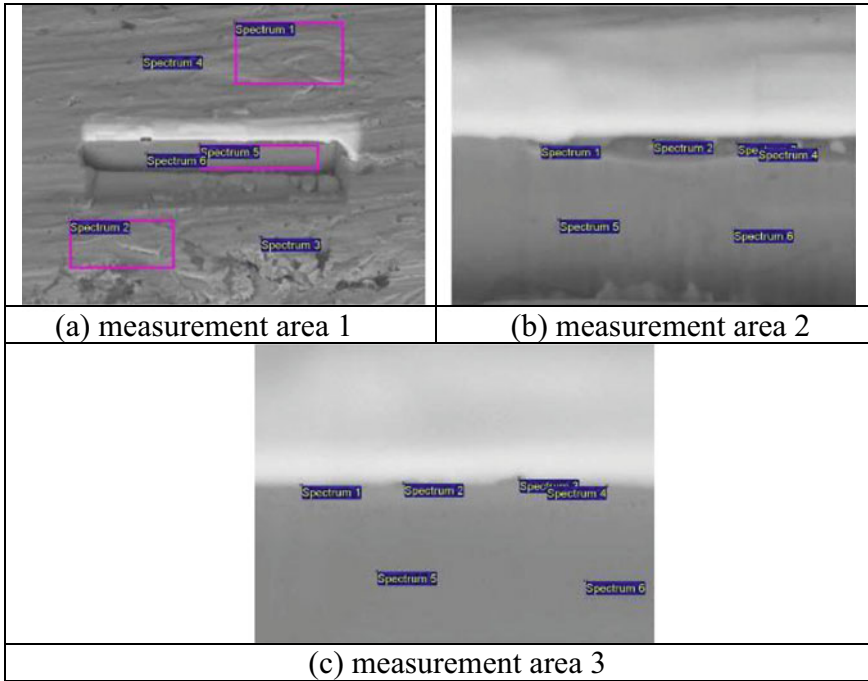 Spectrum 1
Spectrum 4
Spectrum 5
Spectrum 6
Spectrum 2
Spectrum 3
(a) measurement area 1
Spectrum 1
Spectrum 2
Spectrum 4
Spectrum 5
Spectrum 6
(b) measurement area 2
Spectrum 1
Spectrum 2
Spectrum 4
Spectrum 5
Spectrum 6
(c) measurement area 3